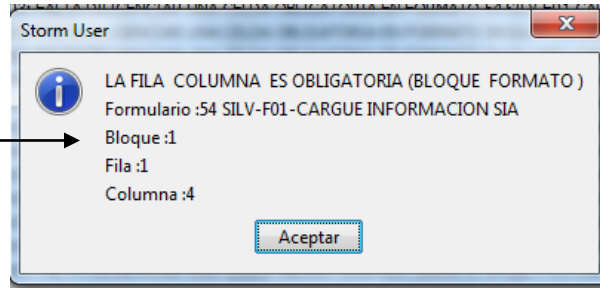 Storm User
LA FILA COLUMNA ES OBLIGATORIA (BLOQUE FORMATO )
Formulario :54 SILV-F01-CARGUE INFORMACION SIA
Bloque :1
Fila :1
Columna :4
Aceptar